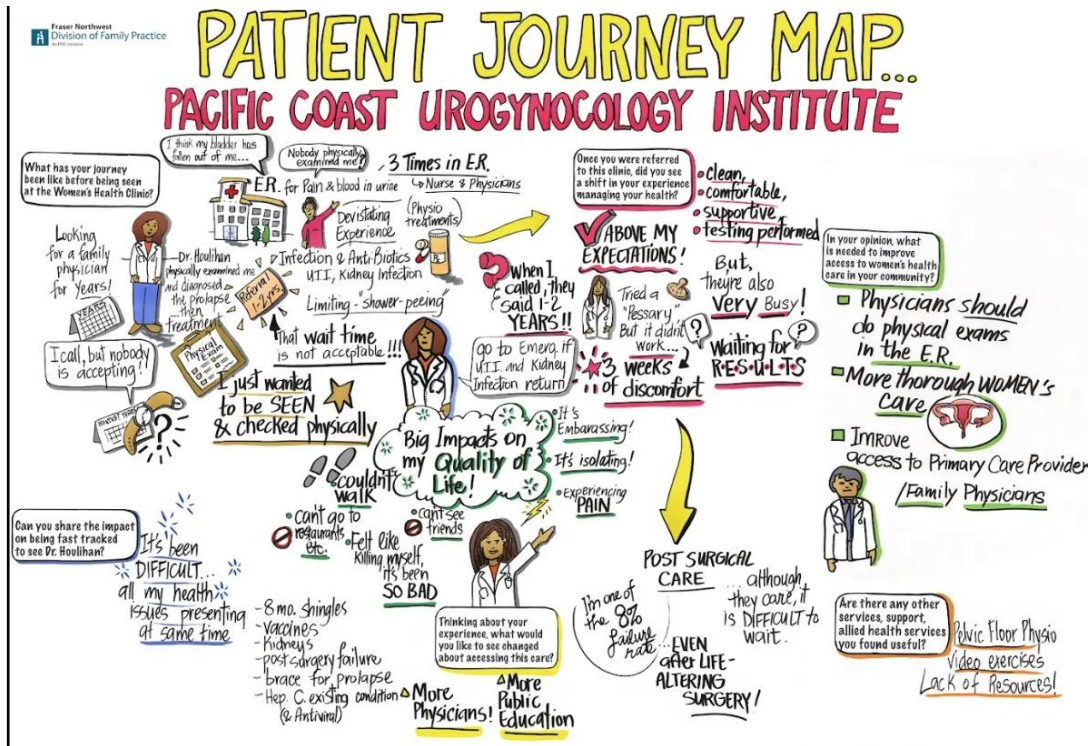 Fraser Northwest
Division of Family Practice
PATIENT JOURNEY MAP...
PACIFIC COAST UROGYNOCOLOGY INSTITUTE
What has your journey
been like before being seen
at the Women's Health Clinic?
I think my bladder has
fallen out of me...
Nobody physically
examined me!
3 Times in E.R.
Nurse & Physicians
E.R. for Pain & blood in urine
Devistating
Experience
(Physio
treatments)
Rx
Looking
for a family
physician
for years!
YEARS
Dr. Houlihan
physically examined me
and diagnosed
the prolapse
...then
treatment
Referral
1-2 yrs
Infection & Anti-Biotics
UTI, Kidney Infection
Limiting - "shower-peeing"
I call, but nobody
is accepting!!
Physical
Exam
?
That wait time
is not acceptable!!!
I just wanted
to be SEEN
& checked physically
When I
called, they
said 1-2
YEARS!!
go to Emerg. if
UTI and Kidney
Infection return
Once you were referred
to this clinic, did you see
a shift in your experience
managing your health?
ABOVE MY
EXPECTATIONS!
• clean,
• comfortable,
• supportive,
• testing performed
But,
they're also
very Busy!
Tried a
"Pessary"
But it didn't
work...
?
?
3 weeks
of discomfort
Waiting for
R•E•S•U•L•T•S
In your opinion, what
is needed to improve
access to women's health
care in your community?
Physicians should
do physical exams
in the E.R.
More thorough WOMEN'S
care
Imrove
access to Primary Care Provider
/Family Physicians
Big Impacts on
my Quality of
Life!
• It's
Embarassing!
• It's isolating!
• experiencing
PAIN
• couldn't
walk
• can't go to
restaurants
etc.
• can't see
friends
• Felt like
killing myself,
it's been
SO BAD
Can you share the impact
on being fast tracked
to see Dr. Houlihan?
It's been
DIFFICULT...
all my health
issues presenting
at same time
- 8 mo. shingles
- vaccines
- Kidneys
- post surgery failure
- brace for prolapse
- Hep. C. existing condition
(& Antiviral)
Thinking about your
experience, what would
you like to see changed
about accessing this care?
More
Physicians!
More
Public
Education
POST SURGICAL
CARE
I'm one of
the 8%
failure
rate
...EVEN
after LIFE-
ALTERING
SURGERY!
...although
they care, it
is DIFFICULT to
wait.
Are there any other
services, support,
allied health services
you found useful?
Pelvic Floor Physio
video exercises
Lack of Resources!